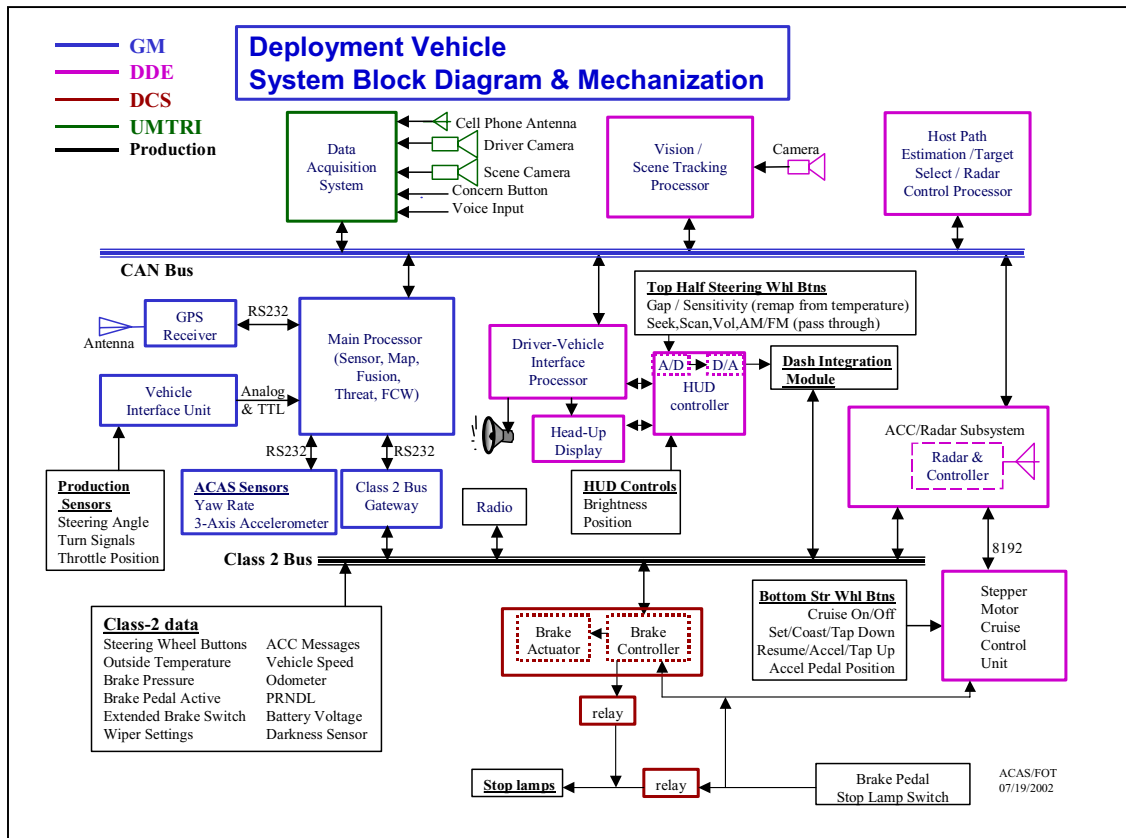 GM
DDE
DCS
UMTRI
Production
Deployment Vehicle
System Block Diagram & Mechanization
Data
Acquisition
System
Cell Phone Antenna
Driver Camera
Scene Camera
Concern Button
Voice Input
Vision /
Scene Tracking
Processor
Camera
Host Path
Estimation /Target
Select / Radar
Control Processor
CAN Bus
Antenna
GPS
Receiver
RS232
Main Processor
(Sensor, Map,
Fusion,
Threat, FCW)
Vehicle
Interface Unit
Analog
& TTL
RS232
RS232
Production
Sensors
Steering Angle
Turn Signals
Throttle Position
ACAS Sensors
Yaw Rate
3-Axis Accelerometer
Class 2 Bus
Gateway
Top Half Steering Whl Btns
Gap / Sensitivity (remap from temperature)
Seek,Scan,Vol,AM/FM (pass through)
Driver-Vehicle
Interface
Processor
A/D
D/A
HUD
controller
Dash Integration
Module
Head-Up
Display
HUD Controls
Brightness
Position
Radio
ACC/Radar Subsystem
Radar &
Controller
8192
Class 2 Bus
Class-2 data
Steering Wheel Buttons
Outside Temperature
Brake Pressure
Brake Pedal Active
Extended Brake Switch
Wiper Settings
ACC Messages
Vehicle Speed
Odometer
PRNDL
Battery Voltage
Darkness Sensor
Brake
Actuator
Brake
Controller
Bottom Str Whl Btns
Cruise On/Off
Set/Coast/Tap Down
Resume/Accel/Tap Up
Accel Pedal Position
Stepper
Motor
Cruise
Control
Unit
relay
Stop lamps
relay
Brake Pedal
Stop Lamp Switch
ACAS/FOT
07/19/2002